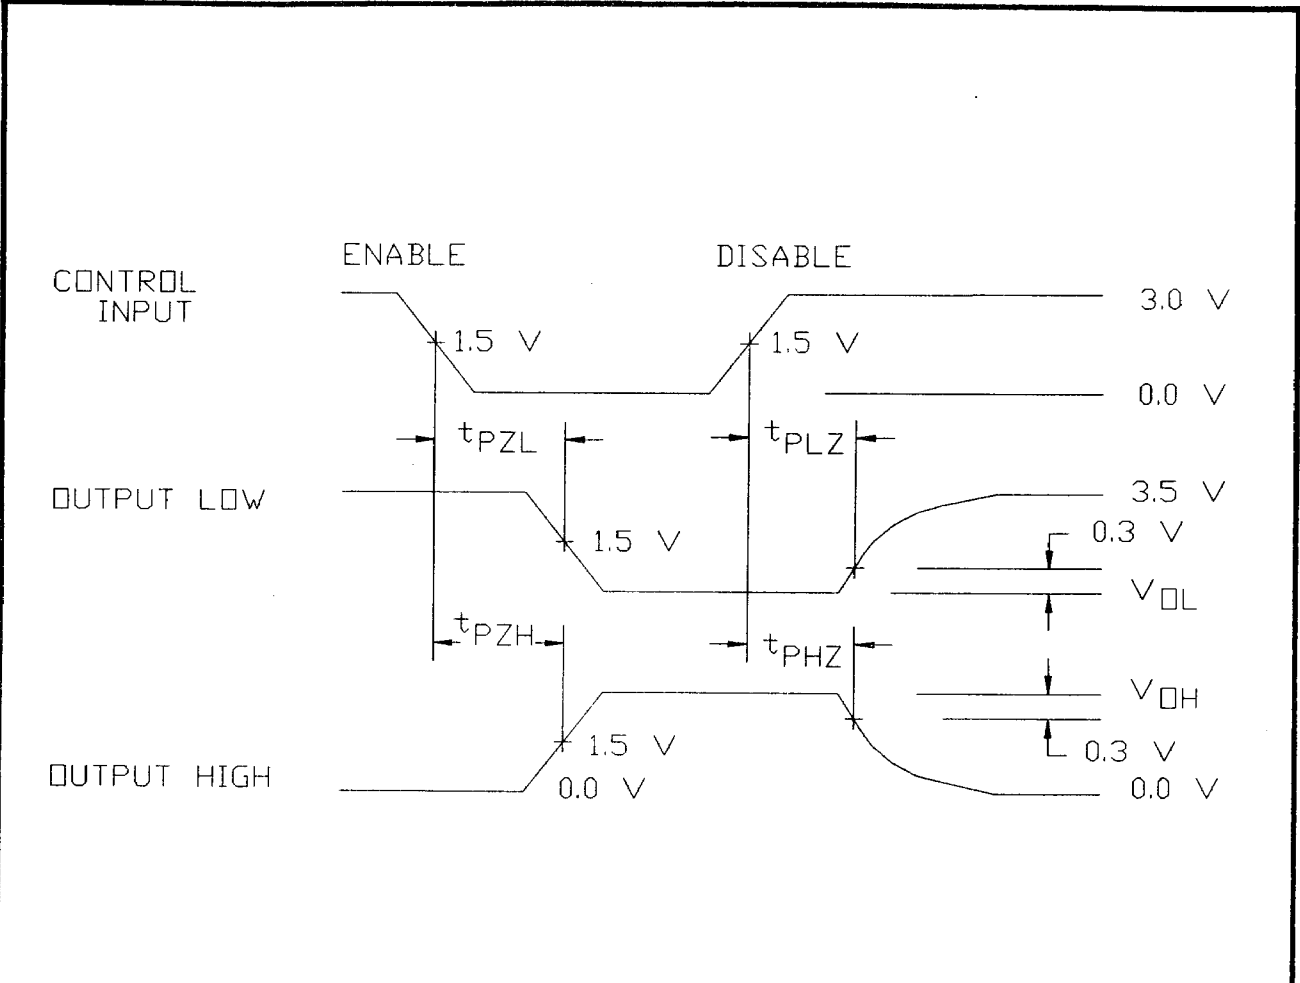 ENABLE DISABLE
CONTROL
INPUT
3.0 V
1.5 V 1.5 V
0.0 V
tPZL tPLZ
OUTPUT LOW 3.5 V
0.3 V
1.5 V
VOL
tPZH tPHZ
VOH
1.5 V 0.3 V
OUTPUT HIGH 0.0 V 0.0 V